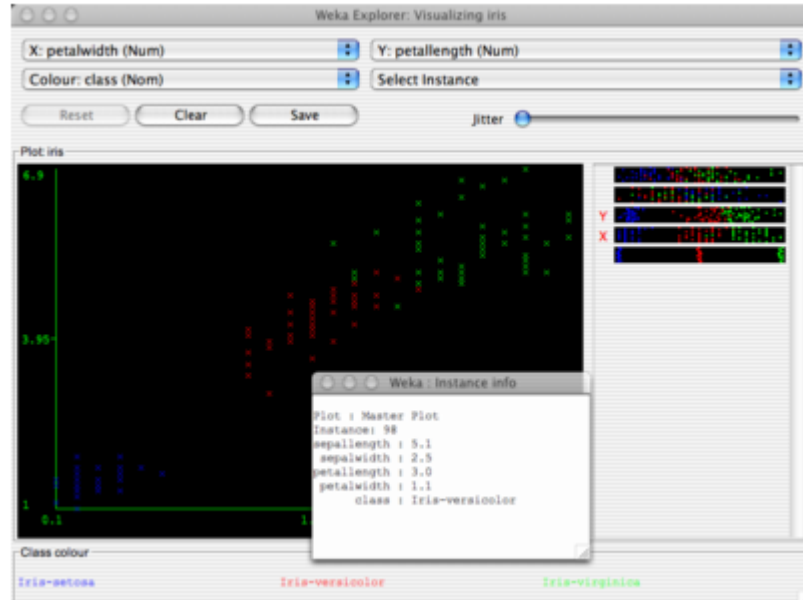 Weka Explorer: Visualizing iris
X: petalwidth (Num)
Y: petallength (Num)
Colour: class (Nom)
Select Instance
Reset
Clear
Save
Jitter
Plot: iris
6.9
3.95
1
0.1
1.
Y
X
Weka : Instance info
Plot : Master Plot
Instance: 98
sepallength : 5.1
sepalwidth : 2.5
petallength : 3.0
petalwidth : 1.1
class : Iris-versicolor
Class colour
Iris-setosa
Iris-versicolor
Iris-virginica